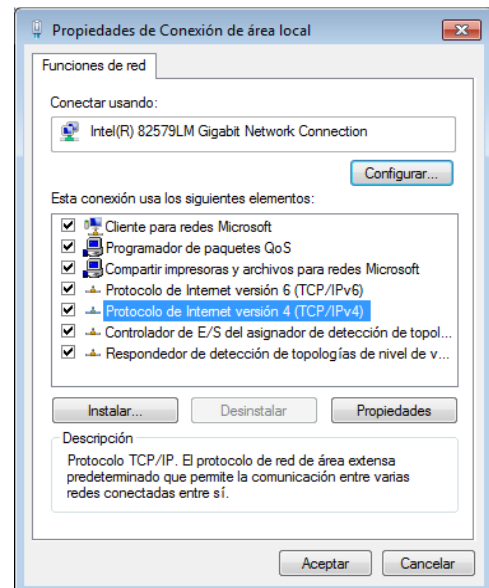 Propiedades de Conexión de área local
Funciones de red
Conectar usando:
Intel(R) 82579LM Gigabit Network Connection
Configurar...
Esta conexión usa los siguientes elementos:
Cliente para redes Microsoft
Programador de paquetes QoS
Compartir impresoras y archivos para redes Microsoft
Protocolo de Internet versión 6 (TCP/IPv6)
Protocolo de Internet versión 4 (TCP/IPv4)
Controlador de E/S del asignador de detección de topol...
Respondedor de detección de topologías de nivel de v...
Instalar...
Desinstalar
Propiedades
Descripción
Protocolo TCP/IP. El protocolo de red de área extensa
predeterminado que permite la comunicación entre varias
redes conectadas entre sí.
Aceptar
Cancelar